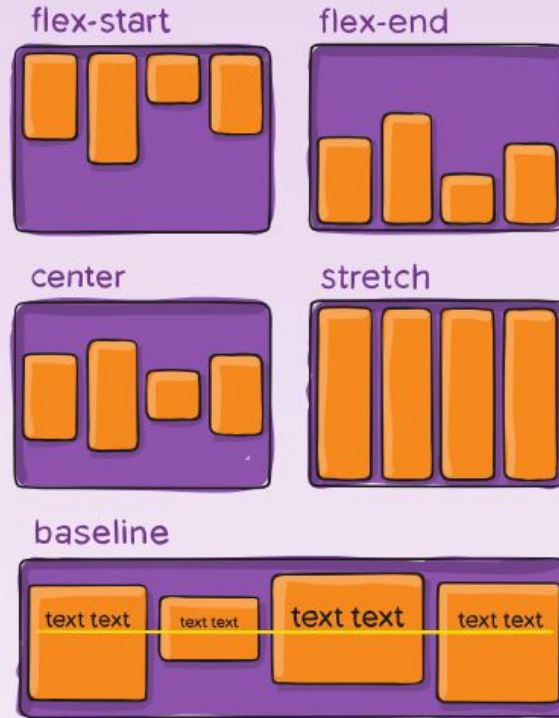 flex-start
flex-end
center
stretch
baseline
text text
text text
text text
text text